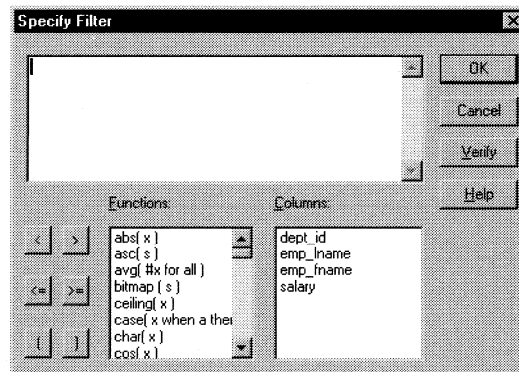 Specify Filter
OK
Cancel
Verify
Help
Functions:
Columns:
< >
<= >=
( )
abs( x )
asc( s )
avg( #x for all )
bitmap ( s )
ceiling( x )
case( x when a the
char( x )
cos( x )
dept_id
emp_lname
emp_fname
salary